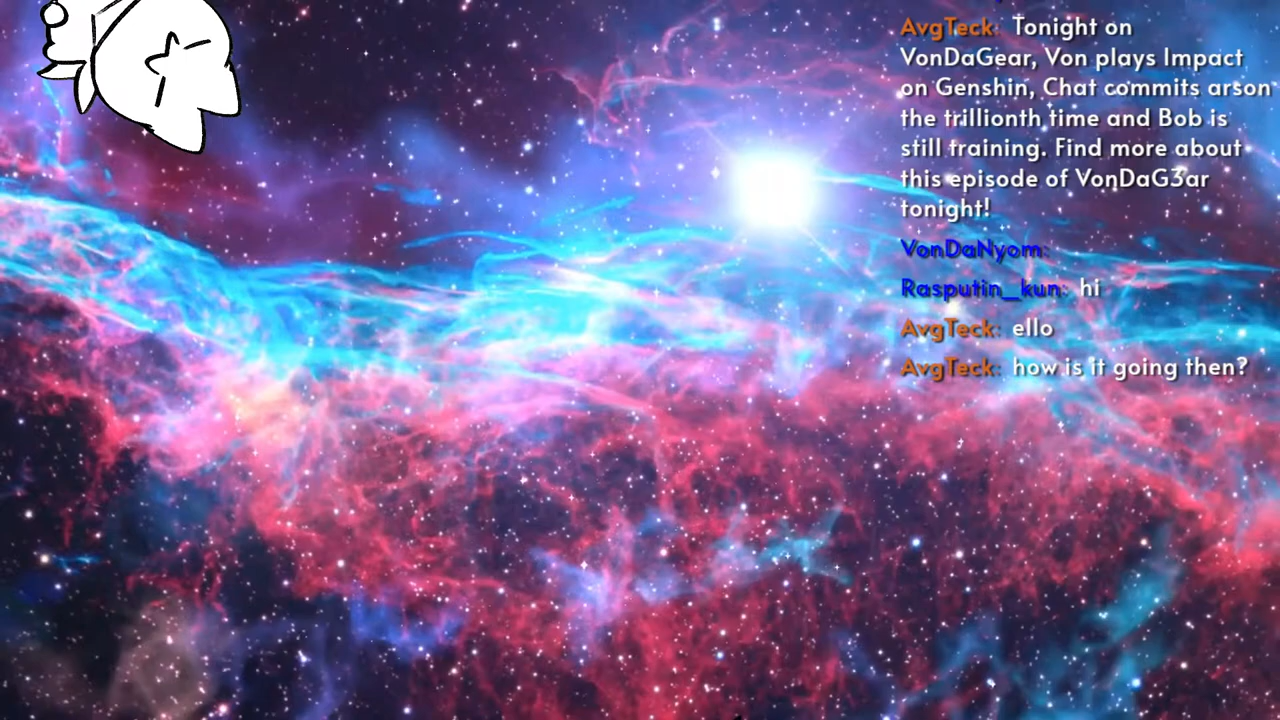 AvgTeck: Tonight on
VonDaGear, Von plays Impact
on Genshin, Chat commits arson
the trillionth time and Bob is
still training. Find more about
this episode of VonDaG3ar
tonight!
VonDaNyom:
Rasputin_kun: hi
AvgTeck: ello
AvgTeck: how is it going then?